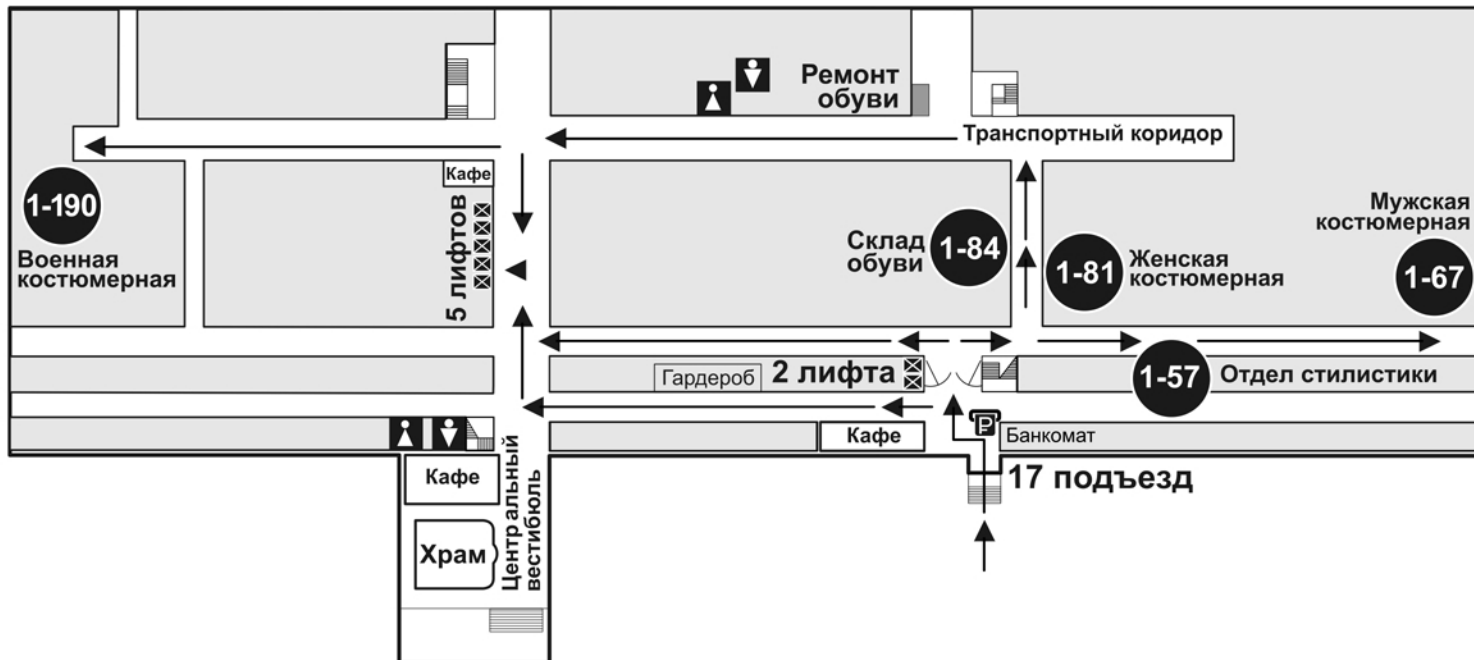 Ремонт
обуви
Транспортный коридор
Кафе
5 лифтов
1-190
Военная
костюмерная
Склад
обуви
1-84
1-81
Женская
костюмерная
Мужская
костюмерная
1-67
Гардероб
2 лифта
1-57
Отдел стилистики
Кафе
Банкомат
17 подъезд
Кафе
Центральный
вестибюль
Храм